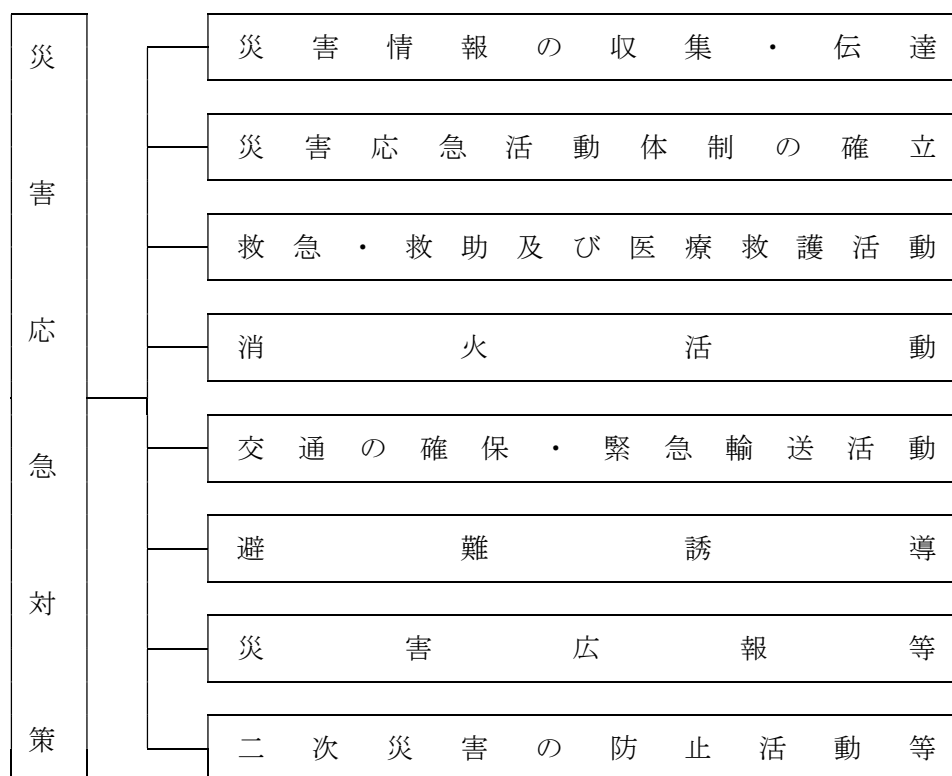 災害応急対策
災害情報の収集・伝達
災害応急活動体制の確立
救急・救助及び医療救護活動
消火活動
交通の確保・緊急輸送活動
避難誘導
災害広報等
二次災害の防止活動等